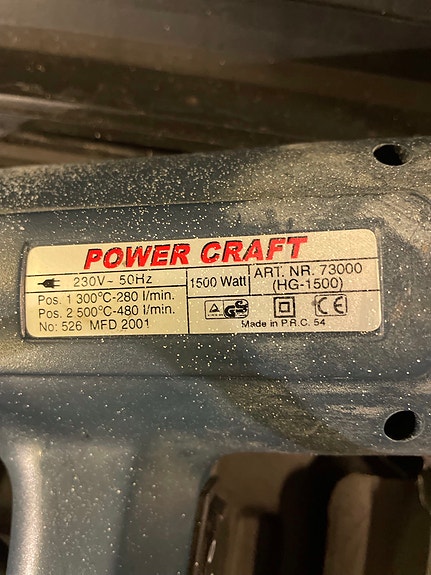 POWER CRAFT
230V~ 50Hz
1500 Watt
ART. NR. 73000
(HG-1500)
Pos. 1 300°C-280 l/min.
Pos. 2 500°C-480 l/min.
No: 526 MFD 2001
GS
CE
Made in P.R.C. 54